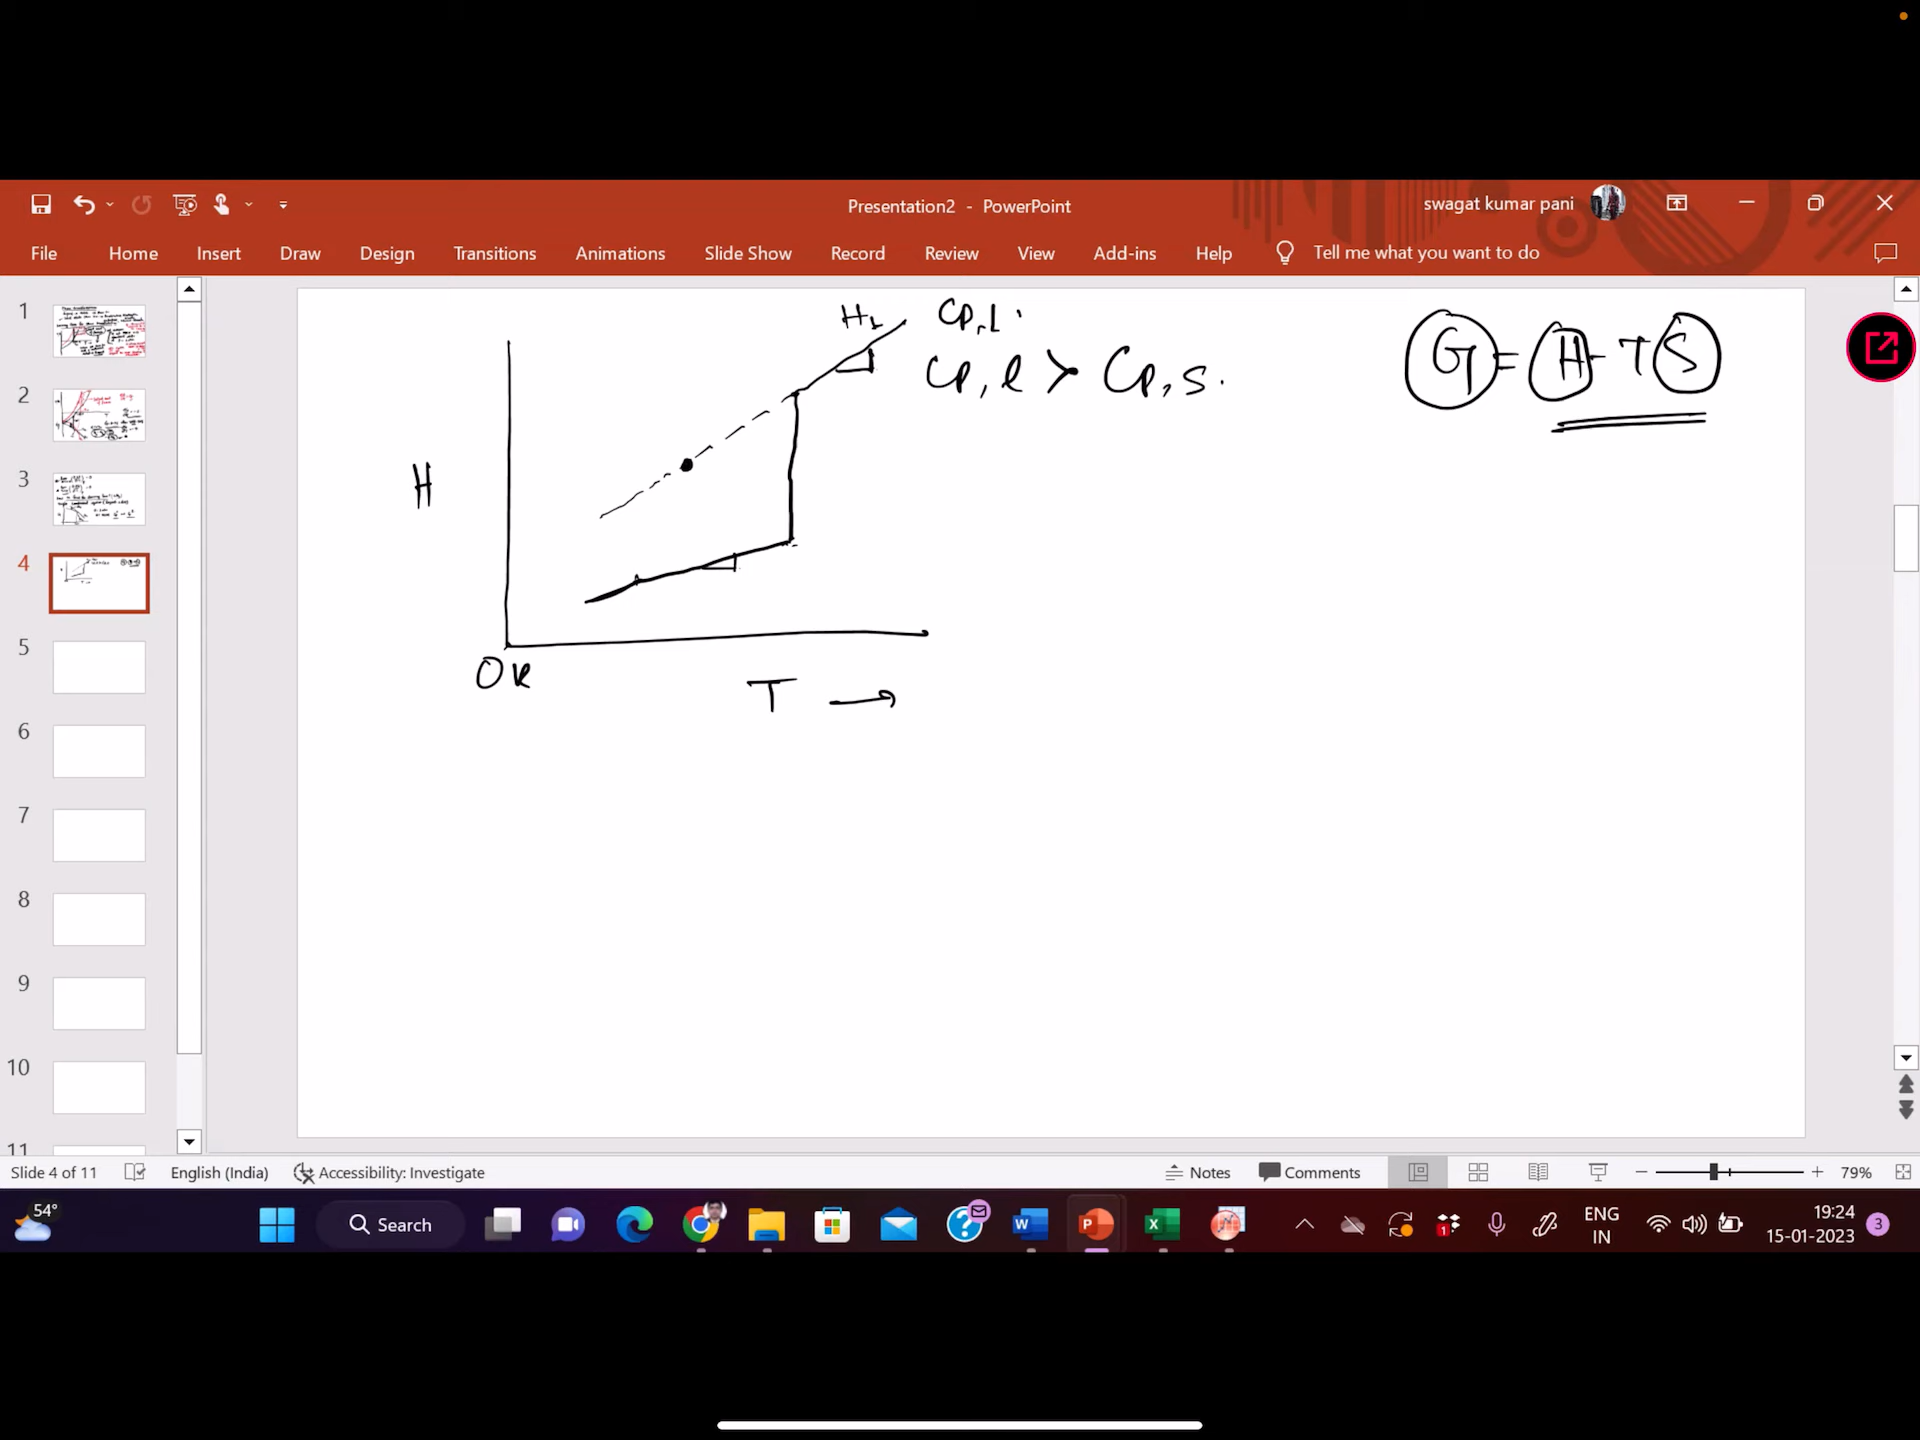 Presentation2 - PowerPoint
swagat kumar pani
File Home Insert Draw Design Transitions Animations Slide Show Record Review View Add-ins Help Tell me what you want to do
1
2
3
4
5
6
7
8
9
10
11
H_L Cp,l.
Cp,l > Cp,s.
G = H - TS
H
0K
T →
Slide 4 of 11 English (India) Accessibility: Investigate Notes Comments 79%
54° Search ENG IN 19:24 15-01-2023 3